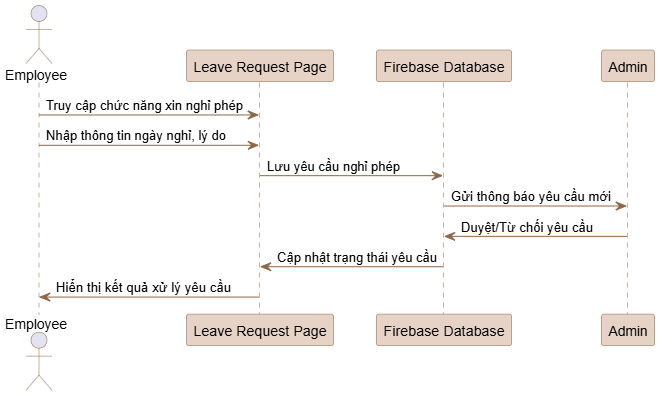 Employee
Leave Request Page
Firebase Database
Admin
Truy cập chức năng xin nghỉ phép
Nhập thông tin ngày nghỉ, lý do
Lưu yêu cầu nghỉ phép
Gửi thông báo yêu cầu mới
Duyệt/Từ chối yêu cầu
Cập nhật trạng thái yêu cầu
Hiển thị kết quả xử lý yêu cầu
Employee
Leave Request Page
Firebase Database
Admin